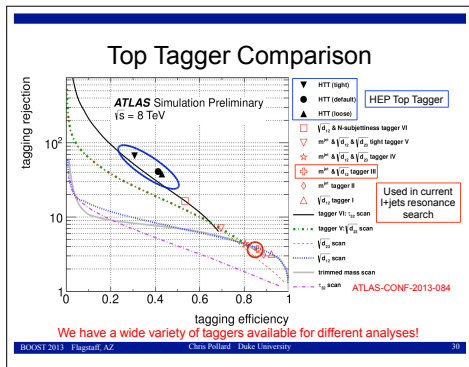 Top Tagger Comparison
tagging rejection
ATLAS Simulation Preliminary
√s = 8 TeV
10²
10
1
0 0.2 0.4 0.6 0.8 1
tagging efficiency
HTT (tight)
HTT (default)
HTT (loose)
HEP Top Tagger
√d₁₂ & N-subjettiness tagger VI
mʲᵉᵗ & √d₁₂ & √d₂₃ tight tagger V
mʲᵉᵗ & √d₁₂ & √d₂₃ tagger IV
mʲᵉᵗ & √d₁₂ tagger III
mʲᵉᵗ tagger II
√d₁₂ tagger I
tagger VI: τ₃₂ scan
tagger V: √d₂₃ scan
√d₂₃ scan
√d₁₂ scan
trimmed mass scan
τ₃₂ scan
Used in current
l+jets resonance
search
ATLAS-CONF-2013-084
We have a wide variety of taggers available for different analyses!
BOOST 2013 Flagstaff, AZ Chris Pollard Duke University 30